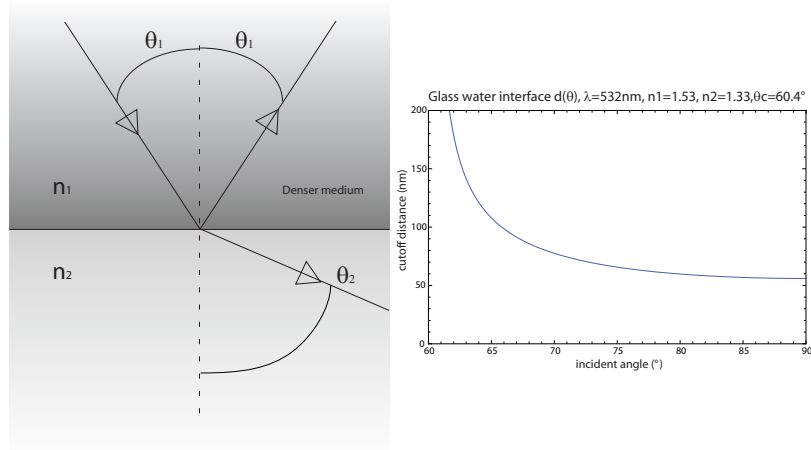 θ1 θ1
n1
Denser medium
n2
θ2
Glass water interface d(θ), λ=532nm, n1=1.53, n2=1.33,θc=60.4°
200
150
100
50
0
cutoff distance (nm)
60 65 70 75 80 85 90
incident angle (°)